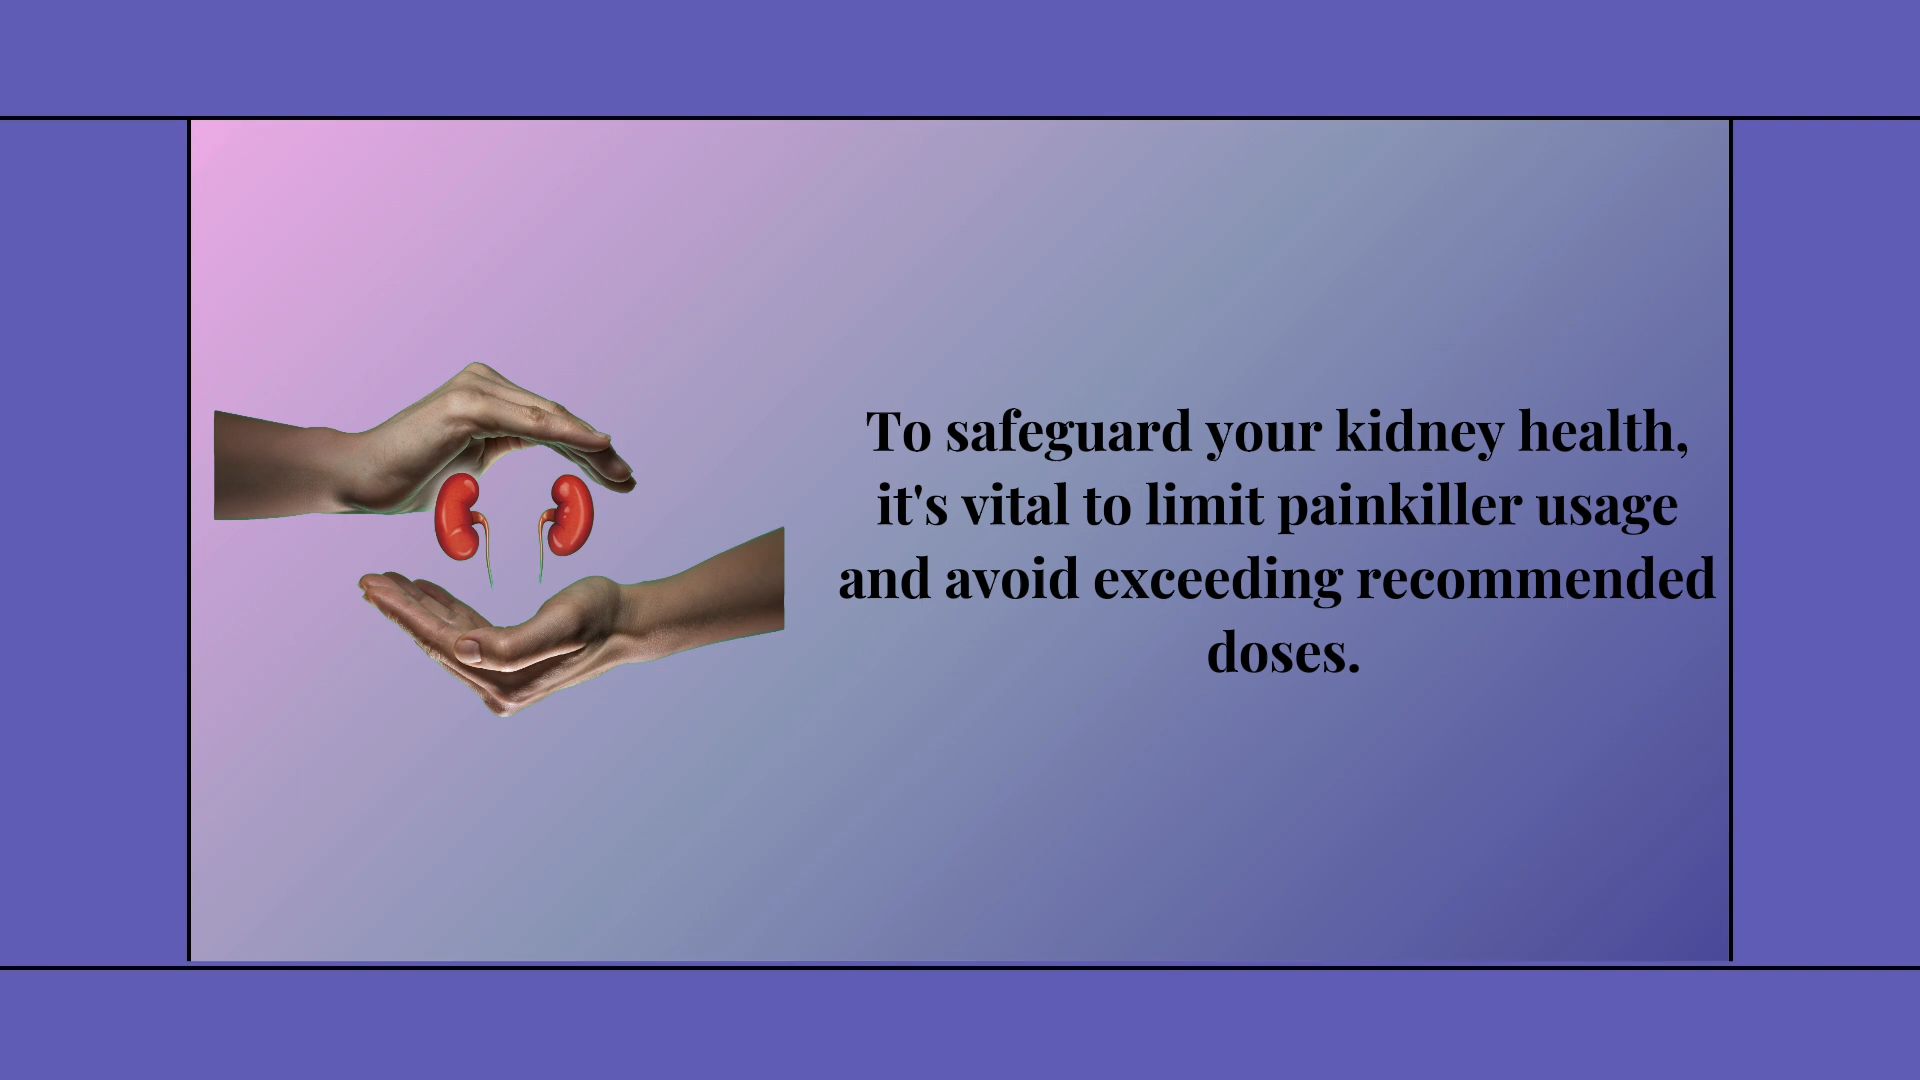 To safeguard your kidney health,
it's vital to limit painkiller usage
and avoid exceeding recommended
doses.